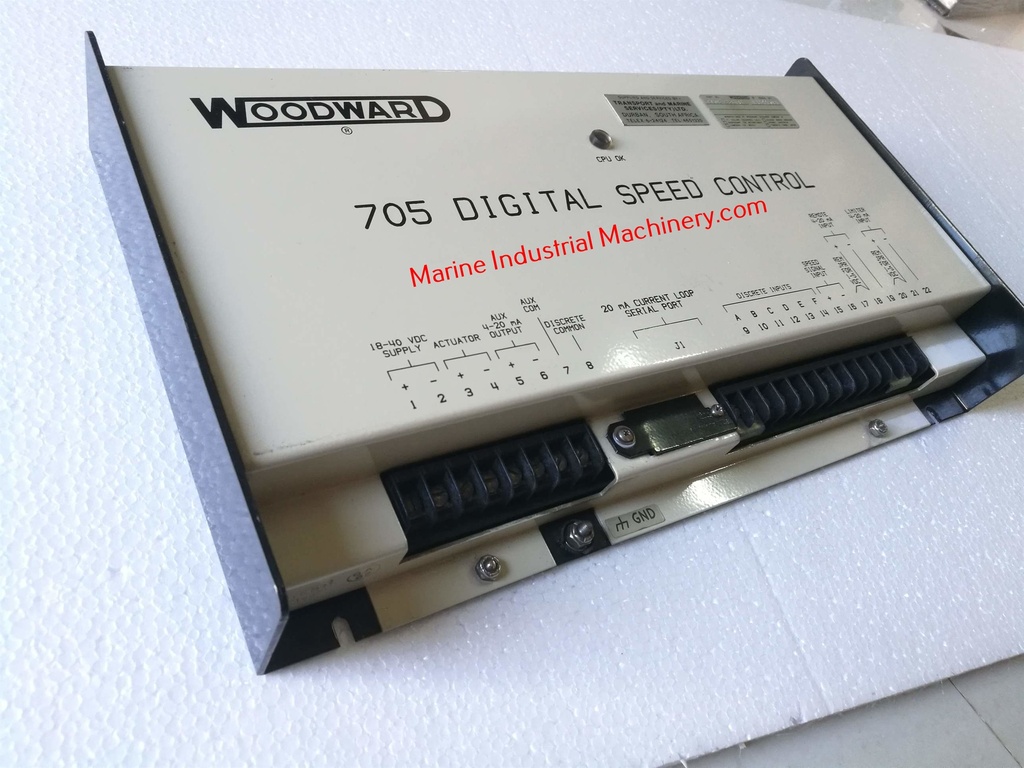 WOODWARD
®
TRANSPORT and MARINE
SERVICES (PTY) LTD.
DURBAN, SOUTH AFRICA
CPU OK
705 DIGITAL SPEED CONTROL
Marine Industrial Machinery.com
18-40 VDC
SUPPLY
ACTUATOR
AUX
4-20 mA
OUTPUT
AUX
COM
DISCRETE
COMMON
20 mA CURRENT LOOP
SERIAL PORT
J1
DISCRETE INPUTS
A B C D E F
SPEED
SIGNAL
INPUT
REMOTE
4-20 mA
INPUT
LIMITER
4-20 mA
INPUT
+ - + - + -
1 2 3 4 5 6 7 8
+ - + - +
9 10 11 12 13 14 15 16 17 18 19 20 21 22
GND